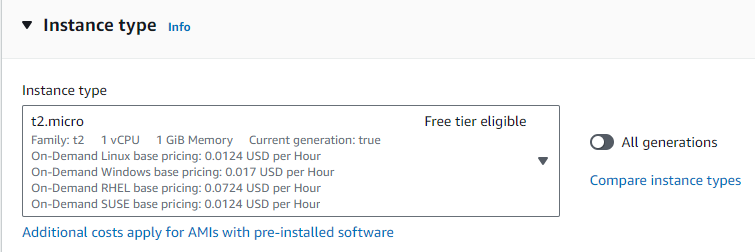 Instance type Info
Instance type
t2.micro Free tier eligible
Family: t2 1 vCPU 1 GiB Memory Current generation: true
On-Demand Linux base pricing: 0.0124 USD per Hour
On-Demand Windows base pricing: 0.017 USD per Hour
On-Demand RHEL base pricing: 0.0724 USD per Hour
On-Demand SUSE base pricing: 0.0124 USD per Hour
All generations
Compare instance types
Additional costs apply for AMIs with pre-installed software